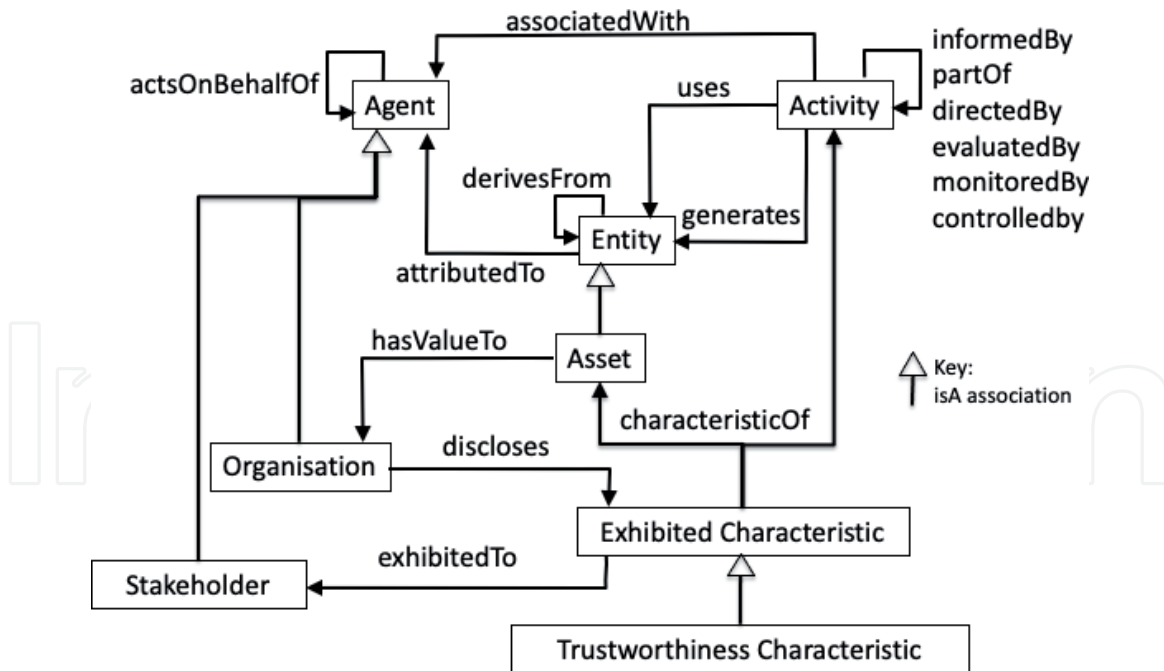 associatedWith
informedBy
actsOnBehalfOf
partOf
uses
Agent
Activity
directedBy
evaluatedBy
derivesFrom
monitoredBy
generates
controlledby
Entity
attributedTo
hasValueTo
Asset
Key:
isA association
characteristicOf
discloses
Organisation
Exhibited Characteristic
exhibitedTo
Stakeholder
Trustworthiness Characteristic